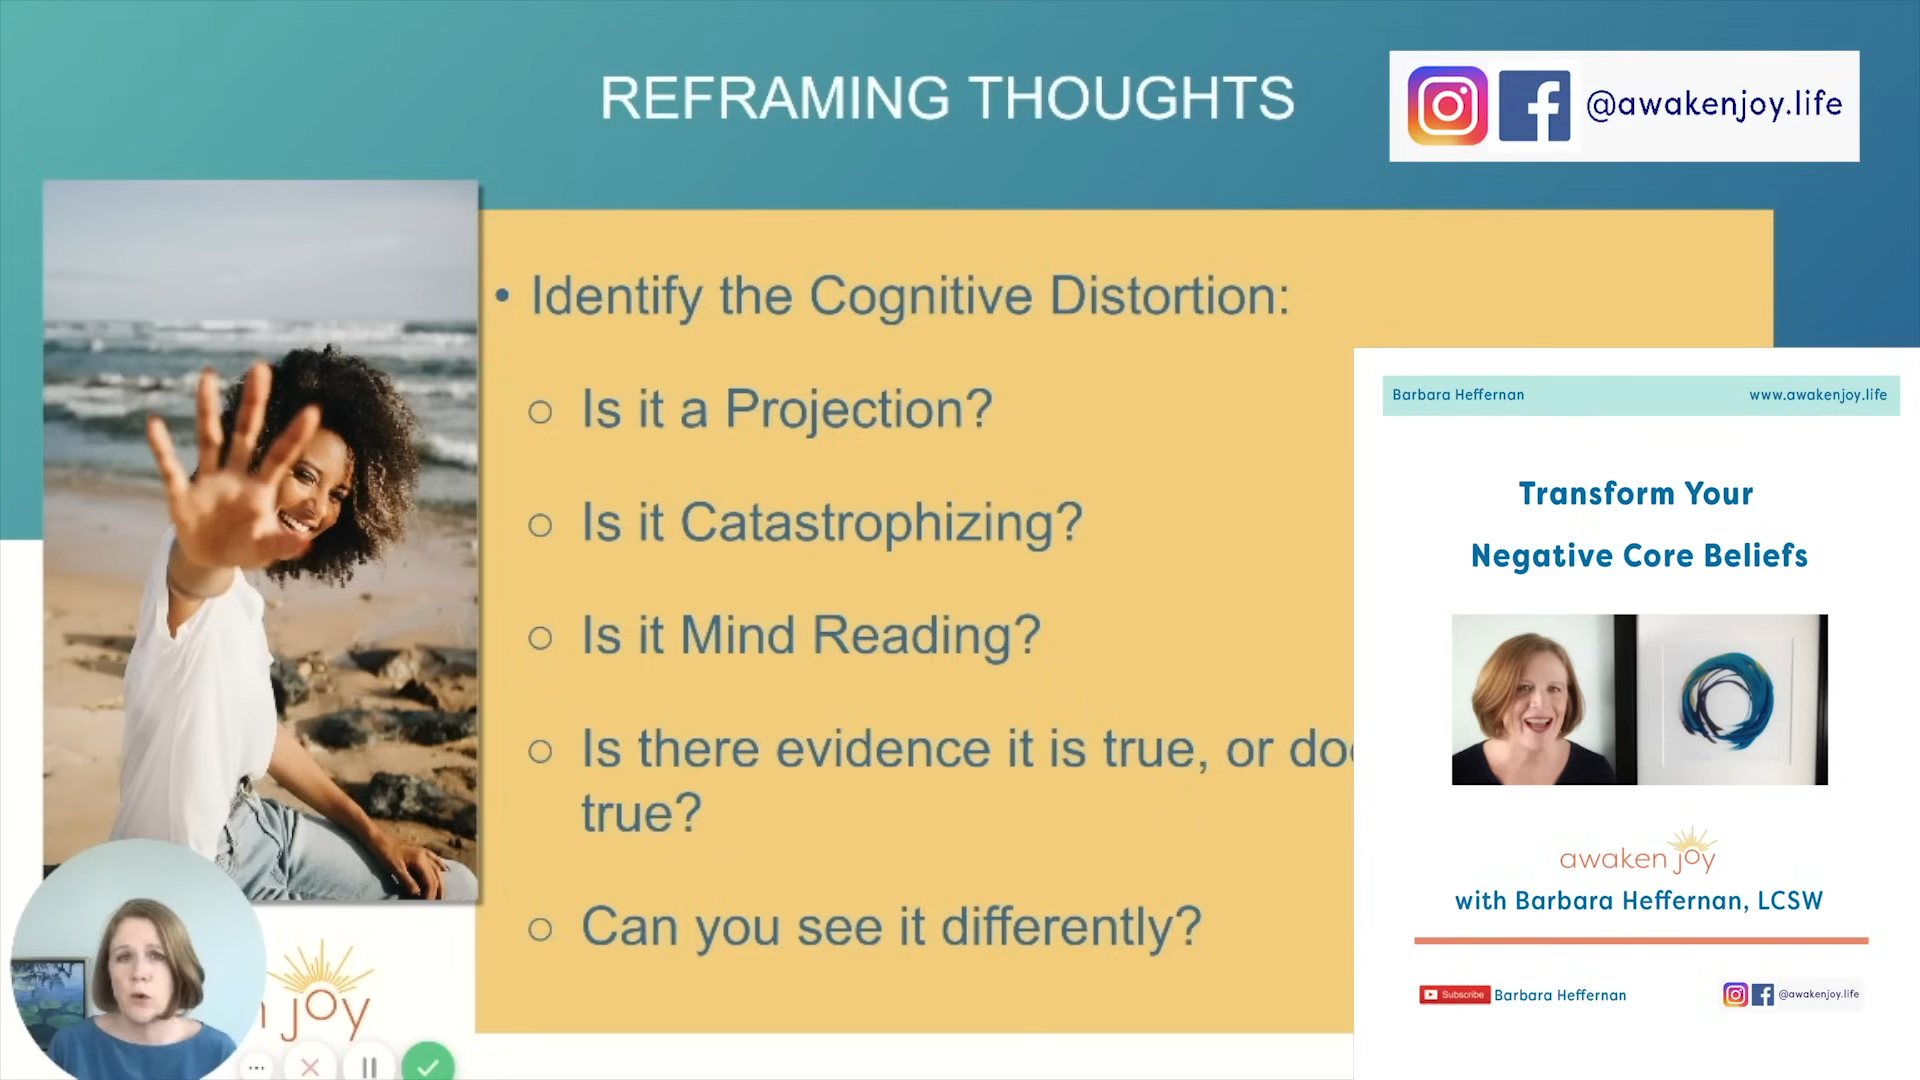 REFRAMING THOUGHTS
@awakenjoy.life
• Identify the Cognitive Distortion:
○ Is it a Projection?
○ Is it Catastrophizing?
○ Is it Mind Reading?
○ Is there evidence it is true, or
true?
○ Can you see it differently?
joy
Barbara Heffernan
www.awakenjoy.life
Transform Your
Negative Core Beliefs
awaken joy
with Barbara Heffernan, LCSW
Subscribe Barbara Heffernan
@awakenjoy.life